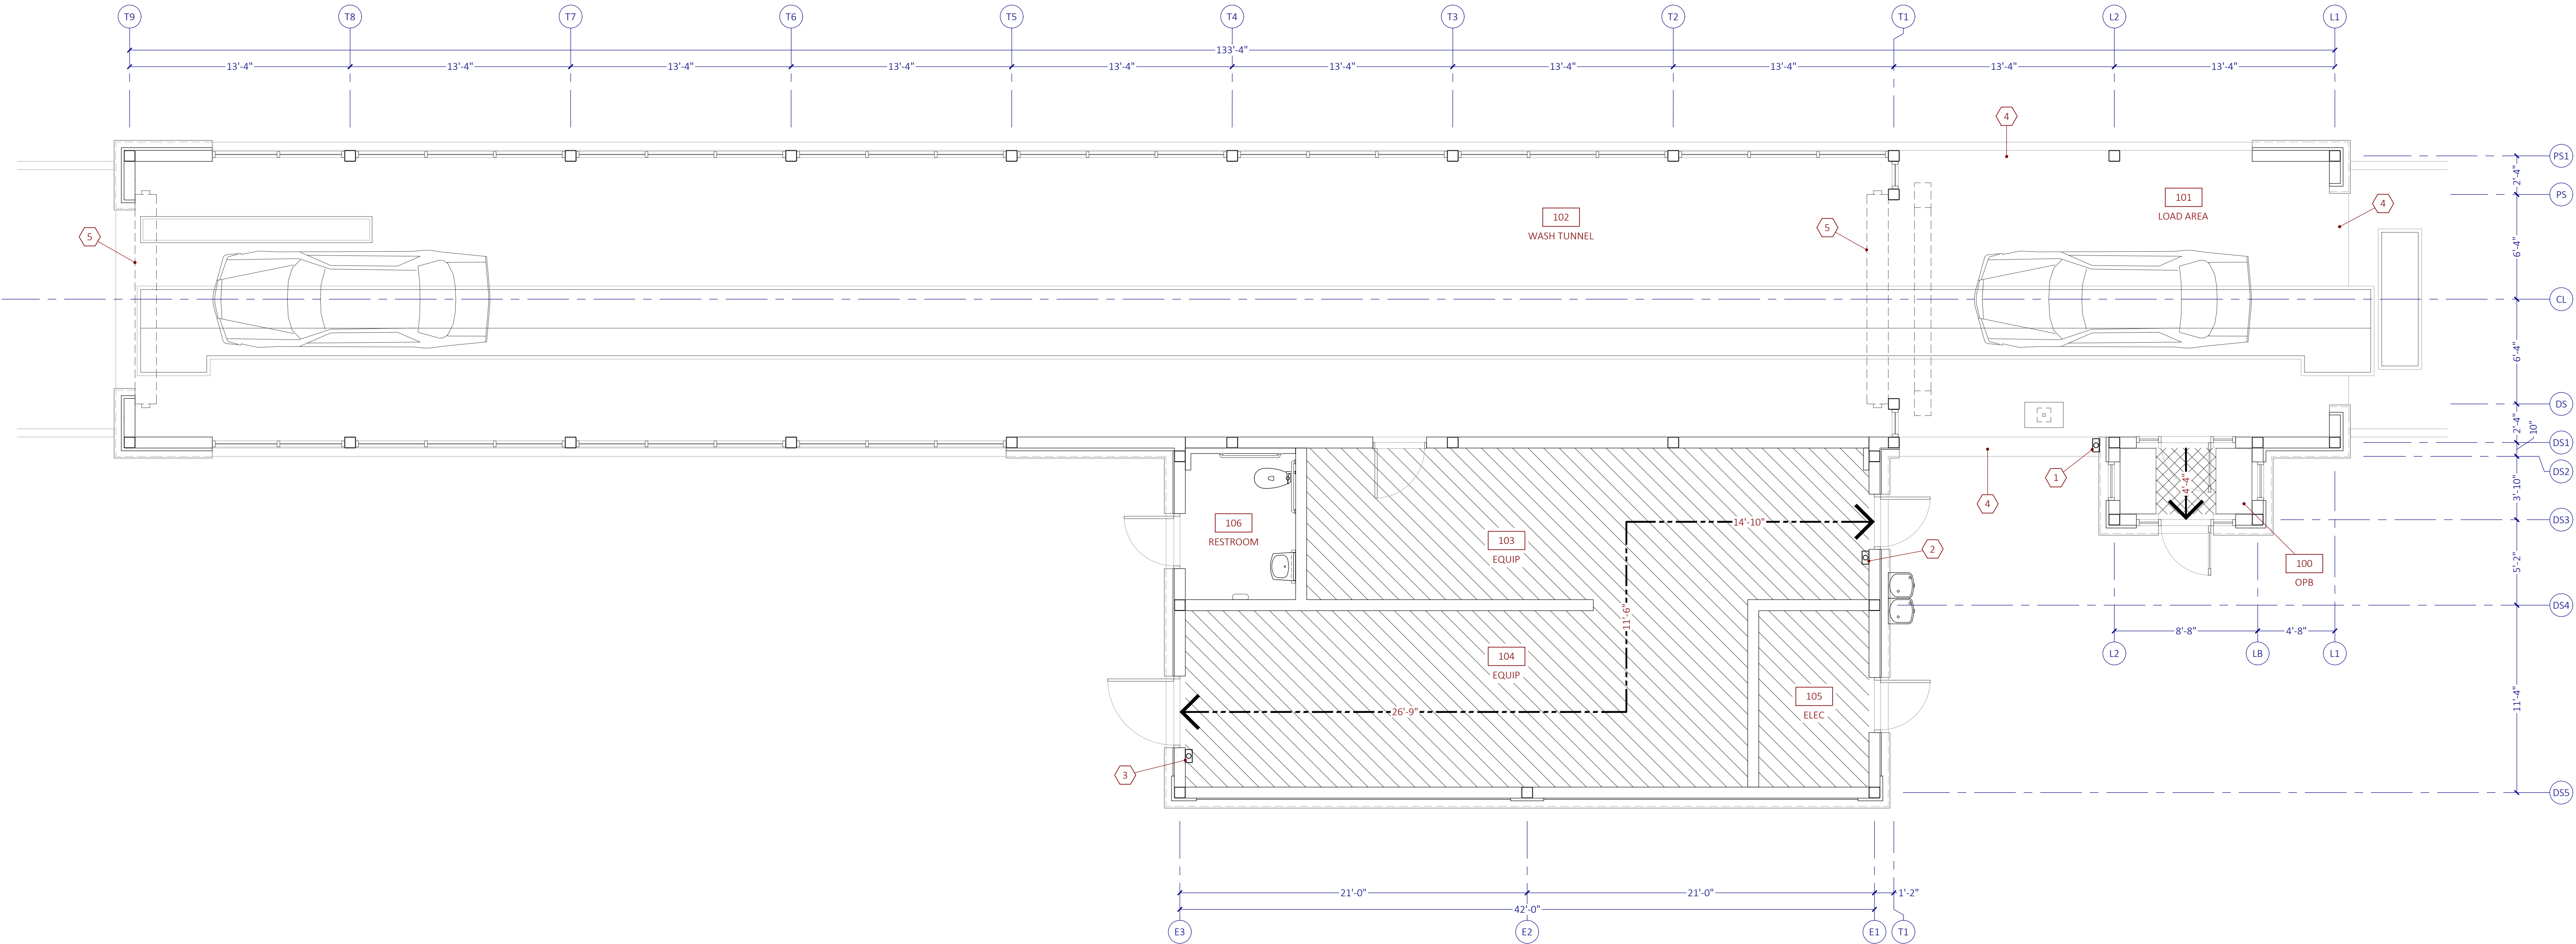 T9 T8 T7 T6 T5 T4 T3 T2 T1 L2 L1
133'-4"
13'-4" 13'-4" 13'-4" 13'-4" 13'-4" 13'-4" 13'-4" 13'-4" 13'-4" 13'-4"
4
PS1
2'-4"
PS
101
LOAD AREA
4
102
WASH TUNNEL
5
5
6'-4"
CL
6'-4"
DS
2'-4"
10"
DS1
DS2
1
4
4'-4"
3'-10"
DS3
106
RESTROOM
14'-10"
103
EQUIP
2
100
OPB
5'-2"
DS4
11'-6"
8'-8" 4'-8"
L2 LB L1
104
EQUIP
105
ELEC
26'-9"
11'-4"
3
DS5
21'-0" 21'-0" 1'-2"
42'-0"
E3 E2 E1 T1